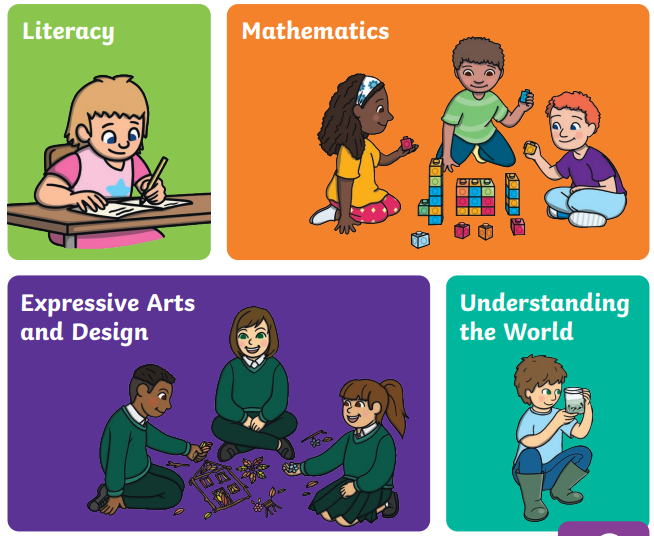 Literacy
Mathematics
Expressive Arts
and Design
Understanding
the World